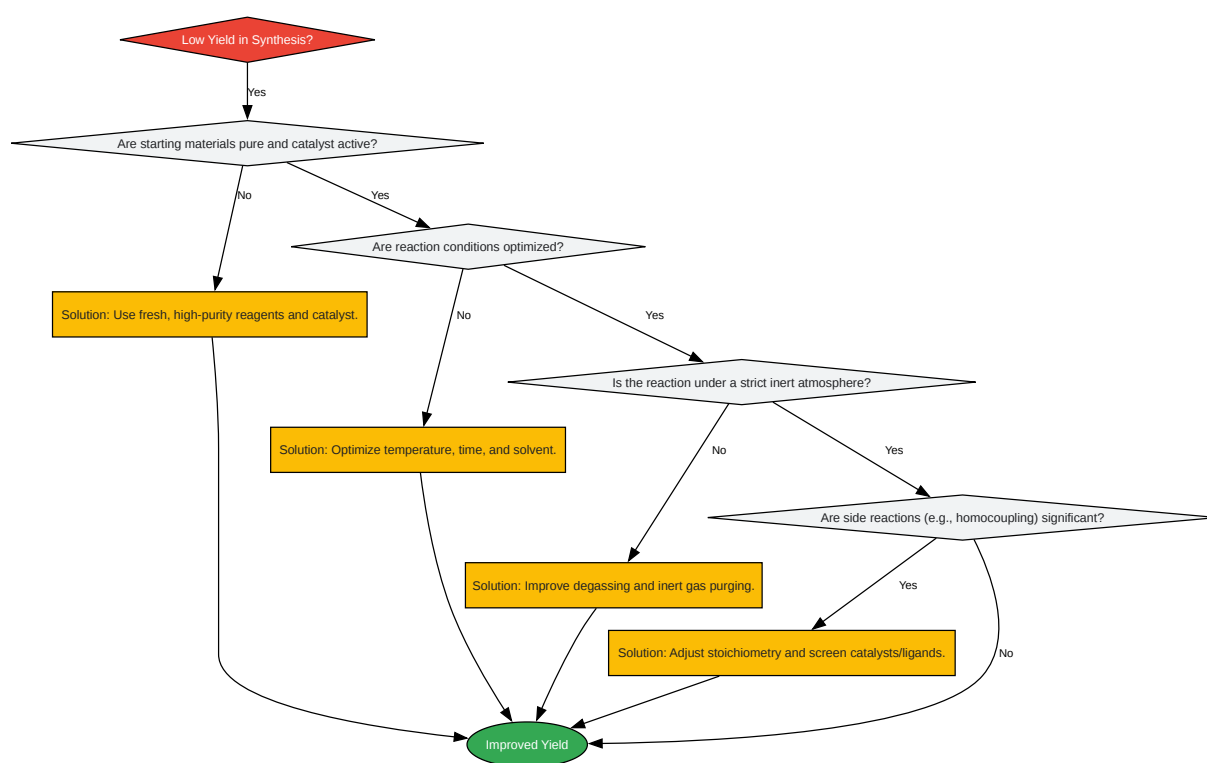 Low Yield in Synthesis?
Yes
Are starting materials pure and catalyst active?
No
Yes
Are reaction conditions optimized?
Solution: Use fresh, high-purity reagents and catalyst.
No
Yes
Is the reaction under a strict inert atmosphere?
Solution: Optimize temperature, time, and solvent.
No
Yes
Are side reactions (e.g., homocoupling) significant?
Solution: Improve degassing and inert gas purging.
Yes
Solution: Adjust stoichiometry and screen catalysts/ligands.
No
Improved Yield